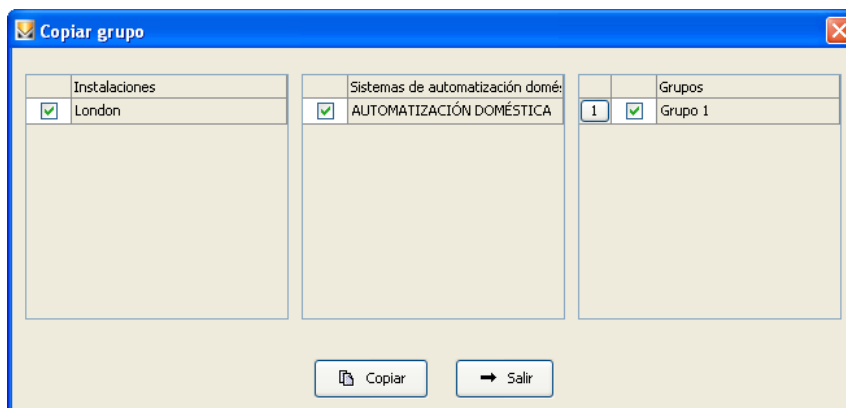 Copiar grupo
Instalaciones
London
Sistemas de automatización domé
AUTOMATIZACIÓN DOMÉSTICA
Grupos
1 Grupo 1
Copiar
Salir